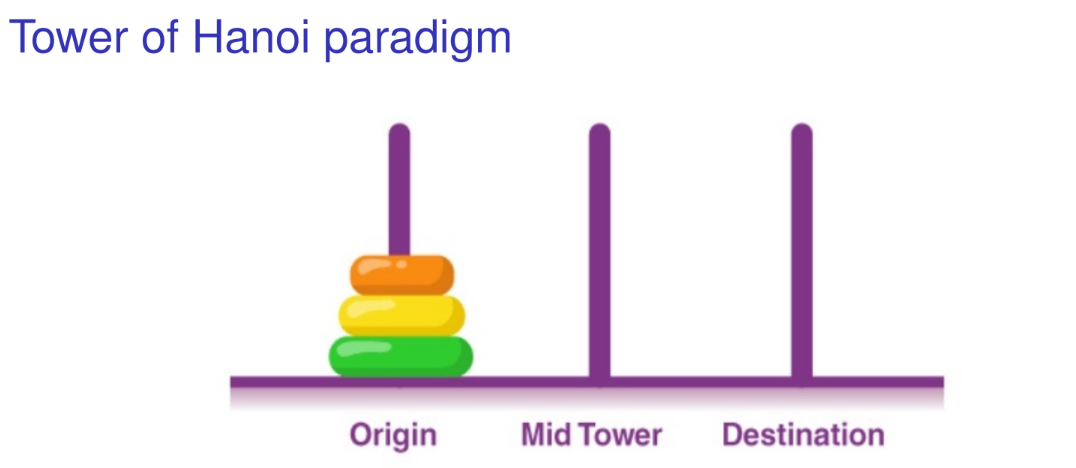 Tower of Hanoi paradigm
Origin Mid Tower Destination